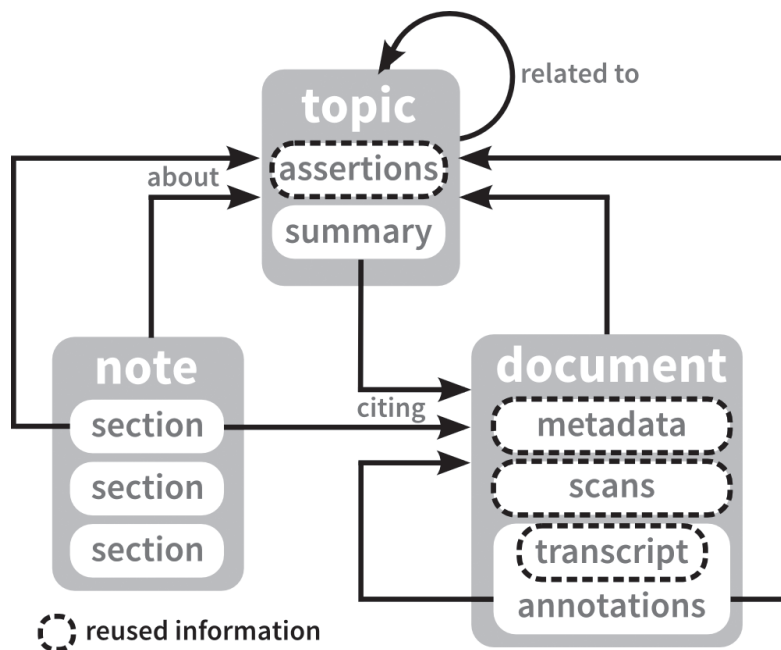 related to
topic
assertions
about
summary
note
document
citing
metadata
section
section
scans
section
transcript
annotations
reused information